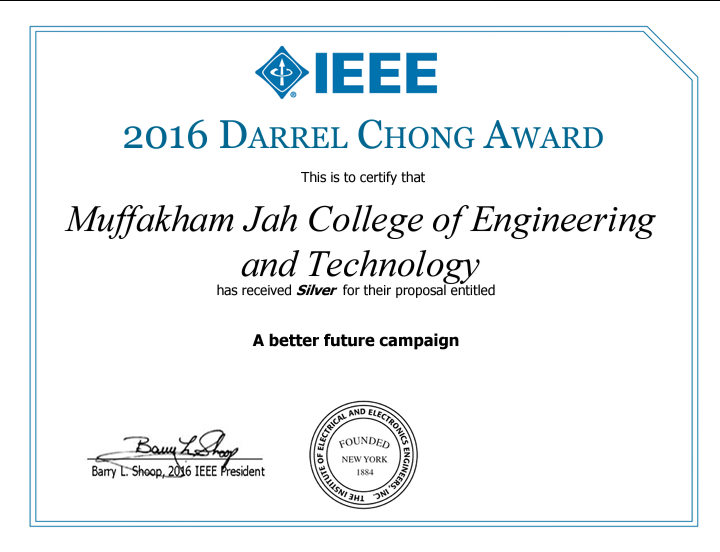 IEEE
®
2016 DARREL CHONG AWARD
This is to certify that
Muffakham Jah College of Engineering
and Technology
has received Silver for their proposal entitled
A better future campaign
Barry L. Shoop
Barry L. Shoop, 2016 IEEE President
THE INSTITUTE OF ELECTRICAL AND ELECTRONICS ENGINEERS, INC.
FOUNDED
NEW YORK
1884